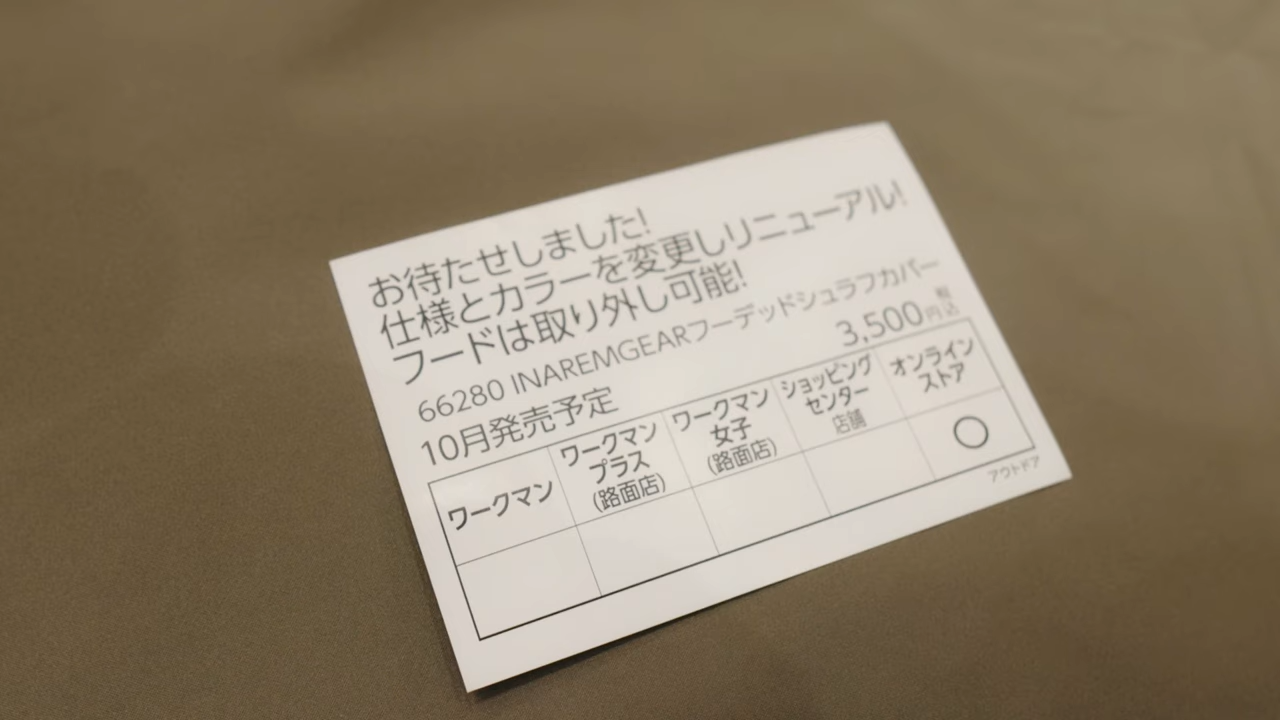 お待たせしました!
仕様とカラーを変更しリニューアル!
フードは取り外し可能!
66280 INAREMGEARフーデッドシュラフカバー
3,500円税込
10月発売予定
ワークマン
ワークマン
プラス
(路面店)
ワークマン
女子
(路面店)
ショッピング
センター
店舗
オンライン
ストア
○
アウトドア